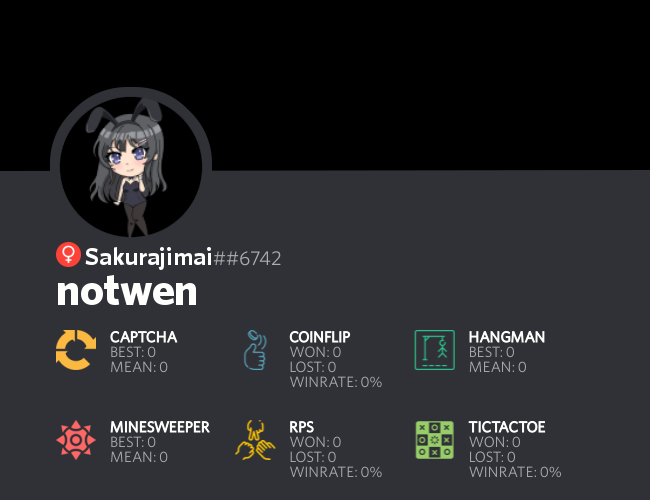 Sakurajimai##6742
notwen
CAPTCHA
BEST: 0
MEAN: 0
COINFLIP
WON: 0
LOST: 0
WINRATE: 0%
HANGMAN
BEST: 0
MEAN: 0
MINESWEEPER
BEST: 0
MEAN: 0
RPS
WON: 0
LOST: 0
WINRATE: 0%
TICTACTOE
WON: 0
LOST: 0
WINRATE: 0%